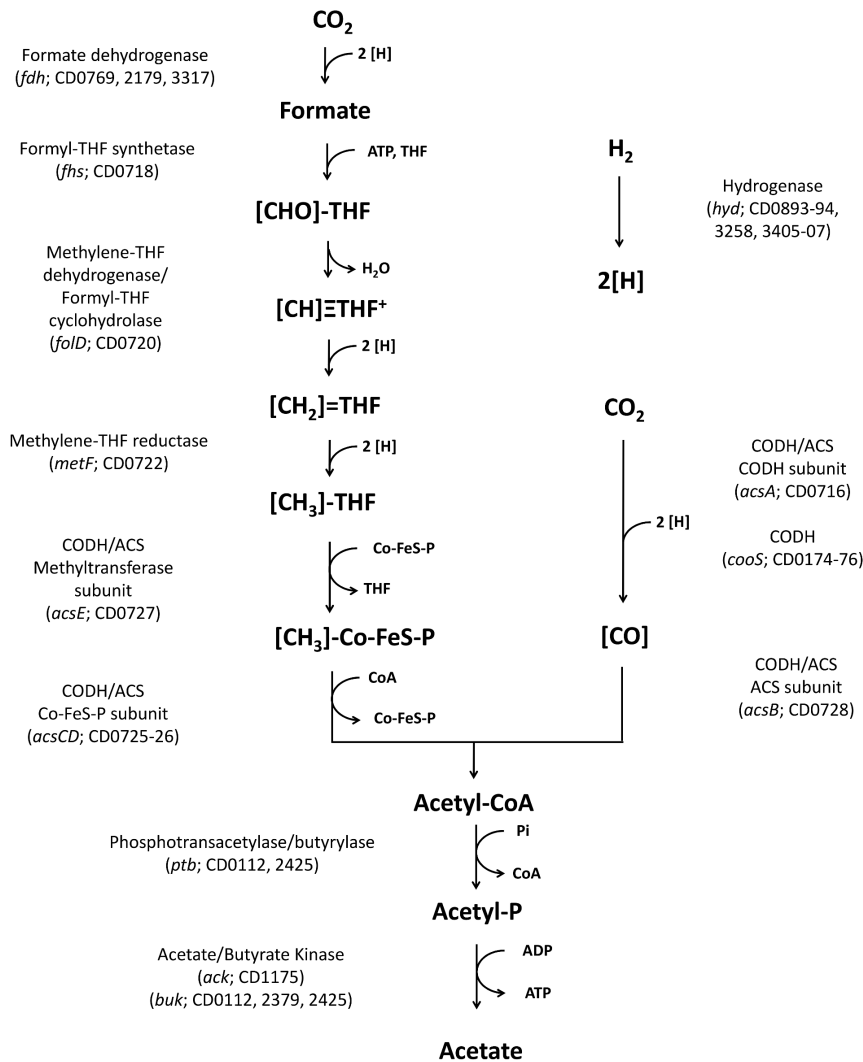 CO2
Formate dehydrogenase
(fdh; CD0769, 2179, 3317)
2 [H]
Formate
Formyl-THF synthetase
(fhs; CD0718)
ATP, THF
[CHO]-THF
Methylene-THF
dehydrogenase/
Formyl-THF
cyclohydrolase
(folD; CD0720)
H2O
[CH]ΞTHF+
2 [H]
[CH2]=THF
Methylene-THF reductase
(metF; CD0722)
2 [H]
[CH3]-THF
CODH/ACS
Methyltransferase
subunit
(acsE; CD0727)
Co-FeS-P
THF
[CH3]-Co-FeS-P
CODH/ACS
Co-FeS-P subunit
(acsCD; CD0725-26)
CoA
Co-FeS-P
H2
Hydrogenase
(hyd; CD0893-94,
3258, 3405-07)
2[H]
CO2
CODH/ACS
CODH subunit
(acsA; CD0716)
2 [H]
CODH
(cooS; CD0174-76)
[CO]
CODH/ACS
ACS subunit
(acsB; CD0728)
Acetyl-CoA
Phosphotransacetylase/butyrylase
(ptb; CD0112, 2425)
Pi
CoA
Acetyl-P
Acetate/Butyrate Kinase
(ack; CD1175)
(buk; CD0112, 2379, 2425)
ADP
ATP
Acetate